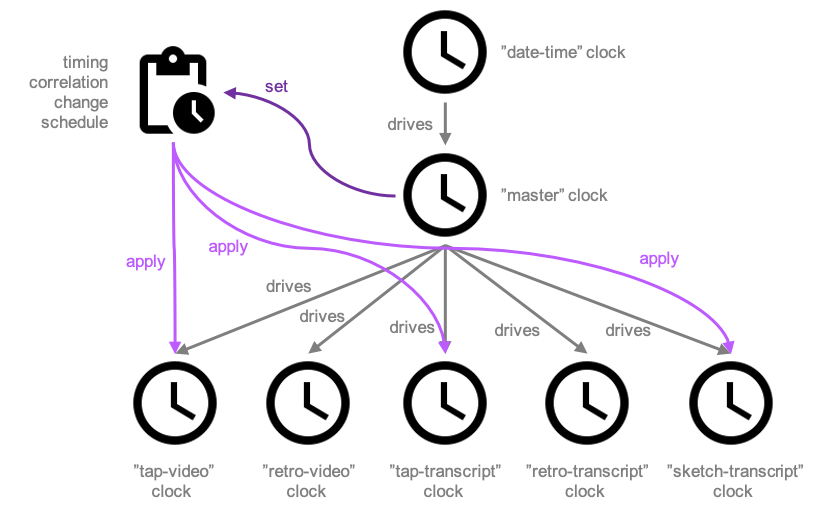 timing
correlation
change
schedule
set
”date-time” clock
drives
”master” clock
apply
apply
apply
drives
drives
drives
drives
drives
”tap-video”
clock
”retro-video”
clock
”tap-transcript”
clock
”retro-transcript”
clock
”sketch-transcript”
clock